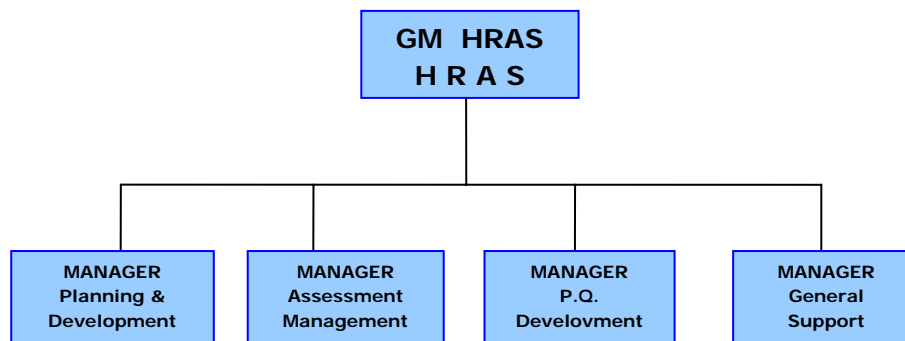 GM HRAS
H R A S
MANAGER
Planning &
Development
MANAGER
Assessment
Management
MANAGER
P.Q.
Develovment
MANAGER
General
Support